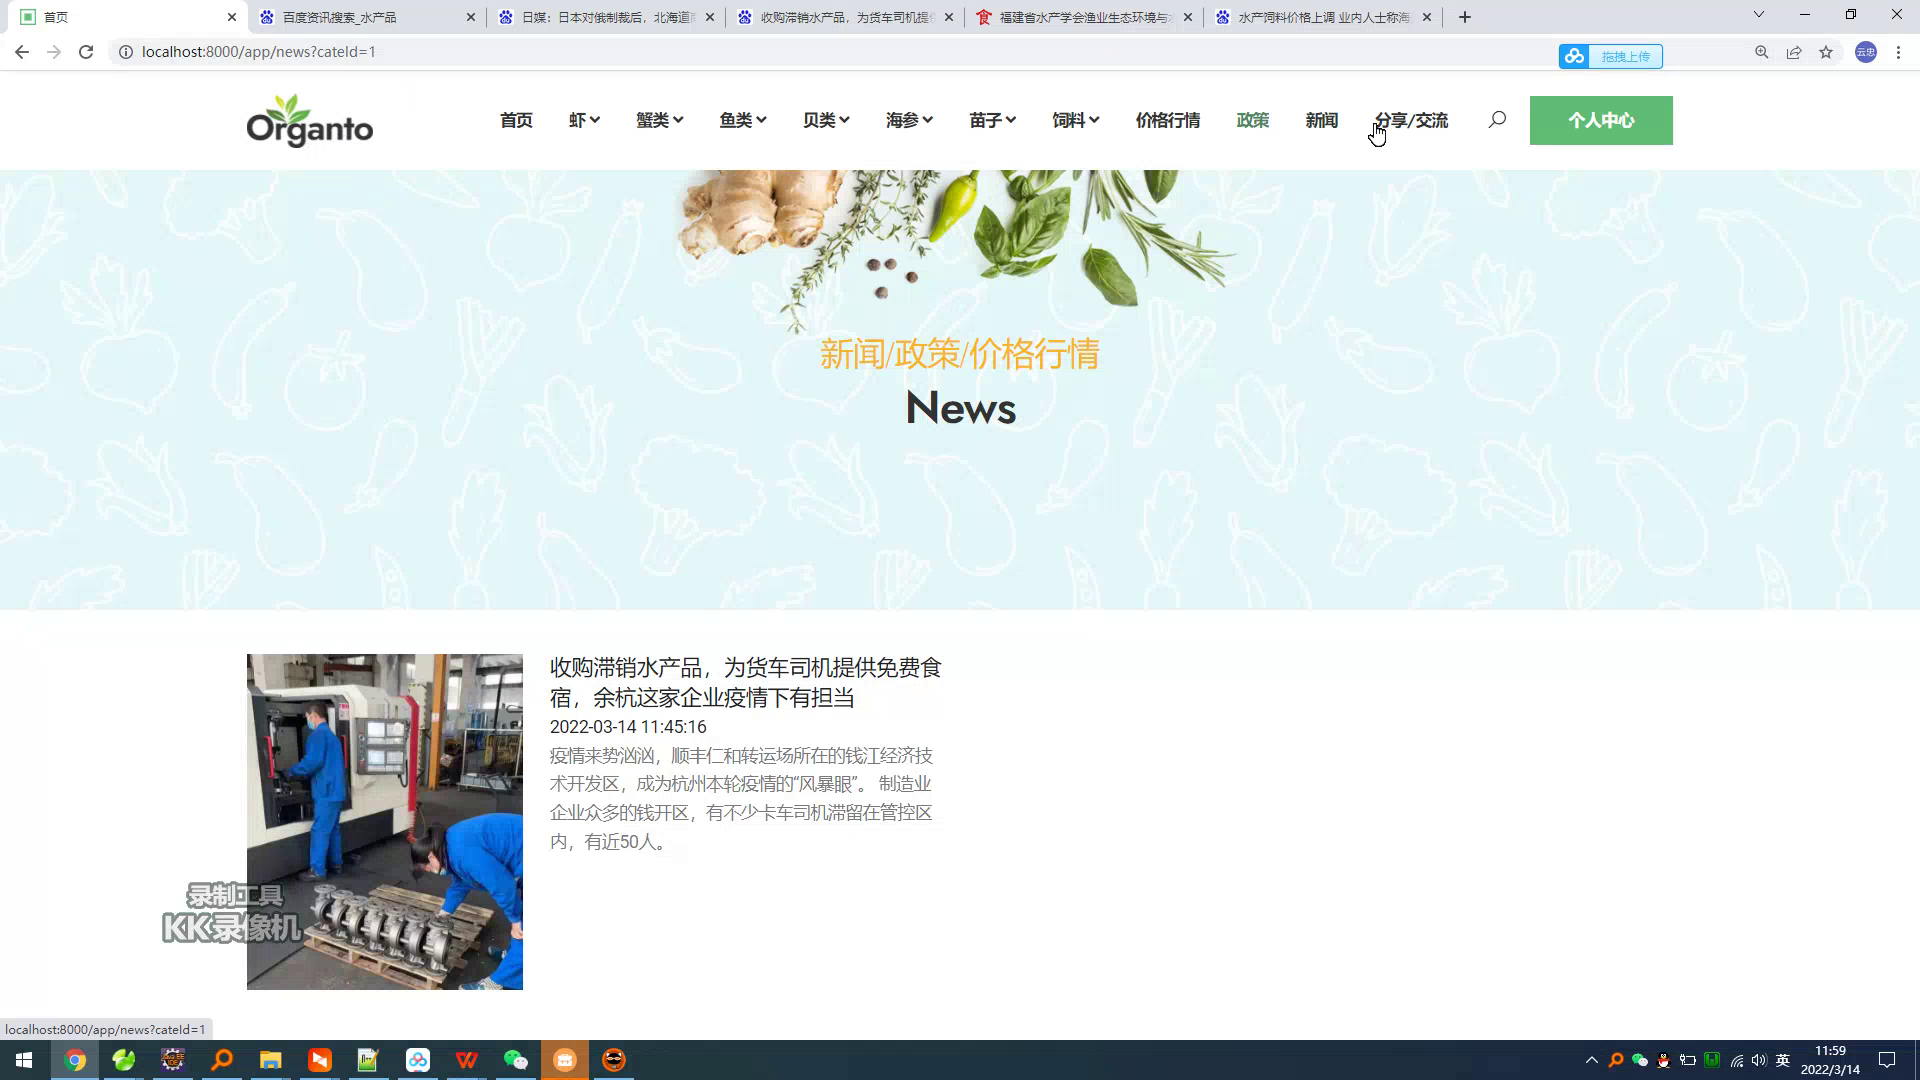 首页
百度资讯搜索_水产品
日媒：日本对俄制裁后，北海道
收购滞销水产品，为货车司机提
福建省水产学会渔业生态环境与
水产饲料价格上调 业内人士称海
localhost:8000/app/news?cateId=1
拖拽上传
云忠
Organto
首页 虾 蟹类 鱼类 贝类 海参 苗子 饲料 价格行情 政策 新闻 分享/交流
个人中心
新闻/政策/价格行情
News
收购滞销水产品，为货车司机提供免费食
宿，余杭这家企业疫情下有担当
2022-03-14 11:45:16
疫情来势汹汹，顺丰仁和转运场所在的钱江经济技
术开发区，成为杭州本轮疫情的“风暴眼”。 制造业
企业众多的钱开区，有不少卡车司机滞留在管控区
内，有近50人。
录制工具
KK录像机
localhost:8000/app/news?cateId=1
英
11:59
2022/3/14